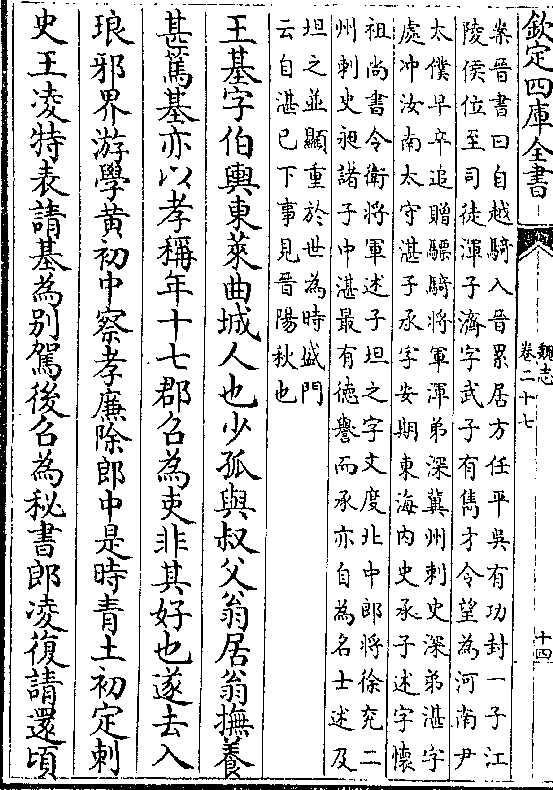 欽定四庫全書
魏志
卷二十七
十四
案晉書曰自越騎入晉累居方任平吳有功封一子江
陵侯位至司徒渾子濟字武子有雋才令望為河南尹
太僕早卒追贈驃騎將軍渾弟深冀州刺史深弟湛字
處冲汝南太守湛子承字安期東海内史承子述字懷
祖尚書令衛將軍述子坦之字文度北中郎將徐兖二
州刺史昶諸子中湛最有德譽而承亦自為名士述及
坦之並顯重於世為時盛門
云自湛已下事見晉陽秋也
王基字伯輿東萊曲城人也少孤與叔父翁居翁撫養
甚篤基亦以孝稱年十七郡召為吏非其好也遂去入
琅邪界游學黄初中察孝廉除郎中是時青土初定刺
史王凌特表請基為别駕後召為秘書郎凌復請還頃